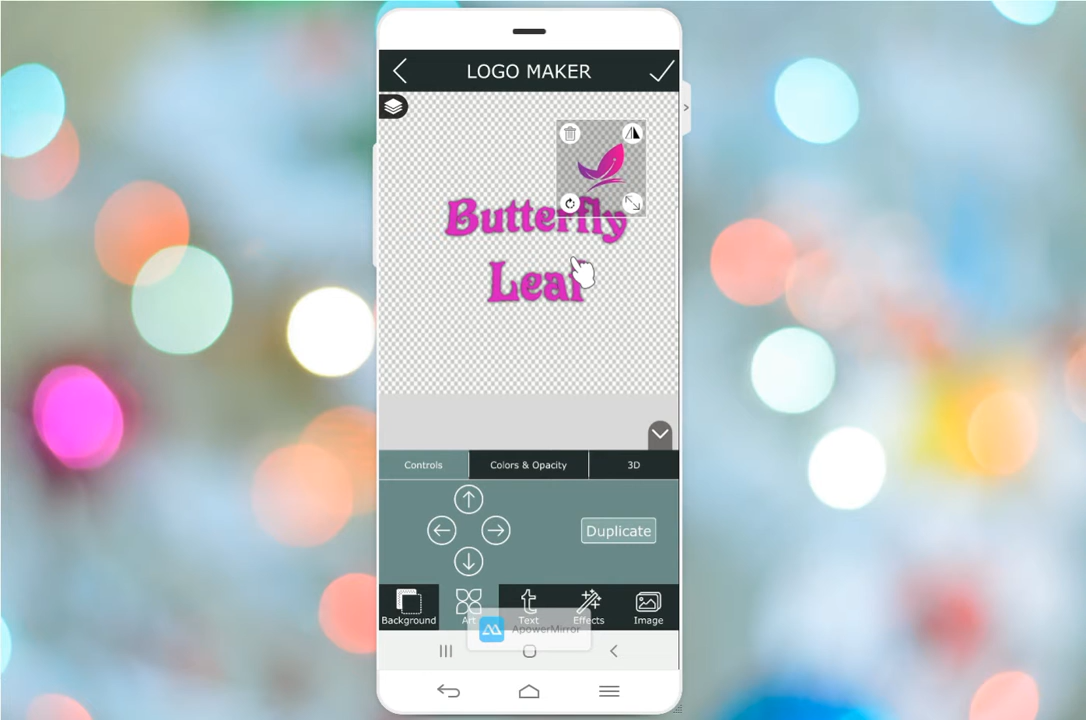 LOGO MAKER
Butterfly
Leaf
Controls
Colors & Opacity
3D
Duplicate
Background
Art
Text
Effects
Image
ApowerMirror